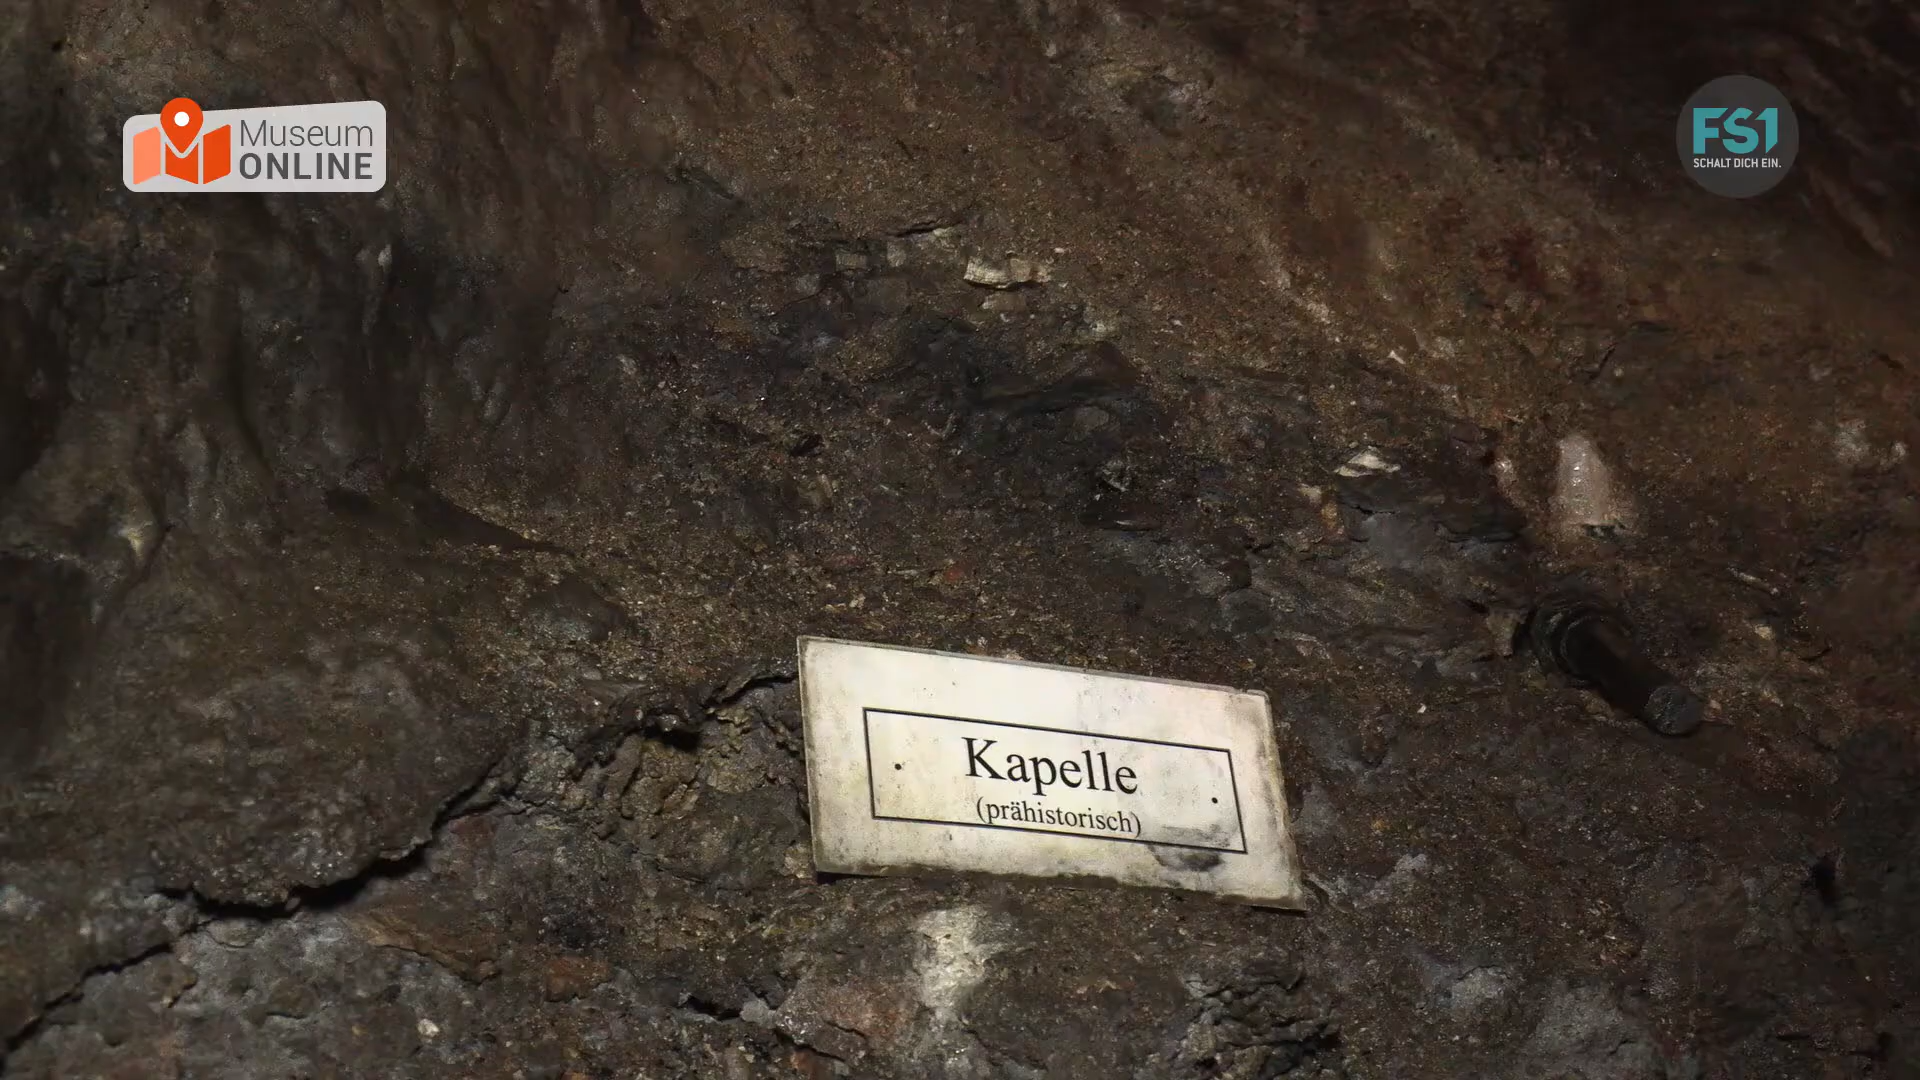 Museum
ONLINE
FS1
SCHALT DICH EIN.
Kapelle
(prähistorisch)